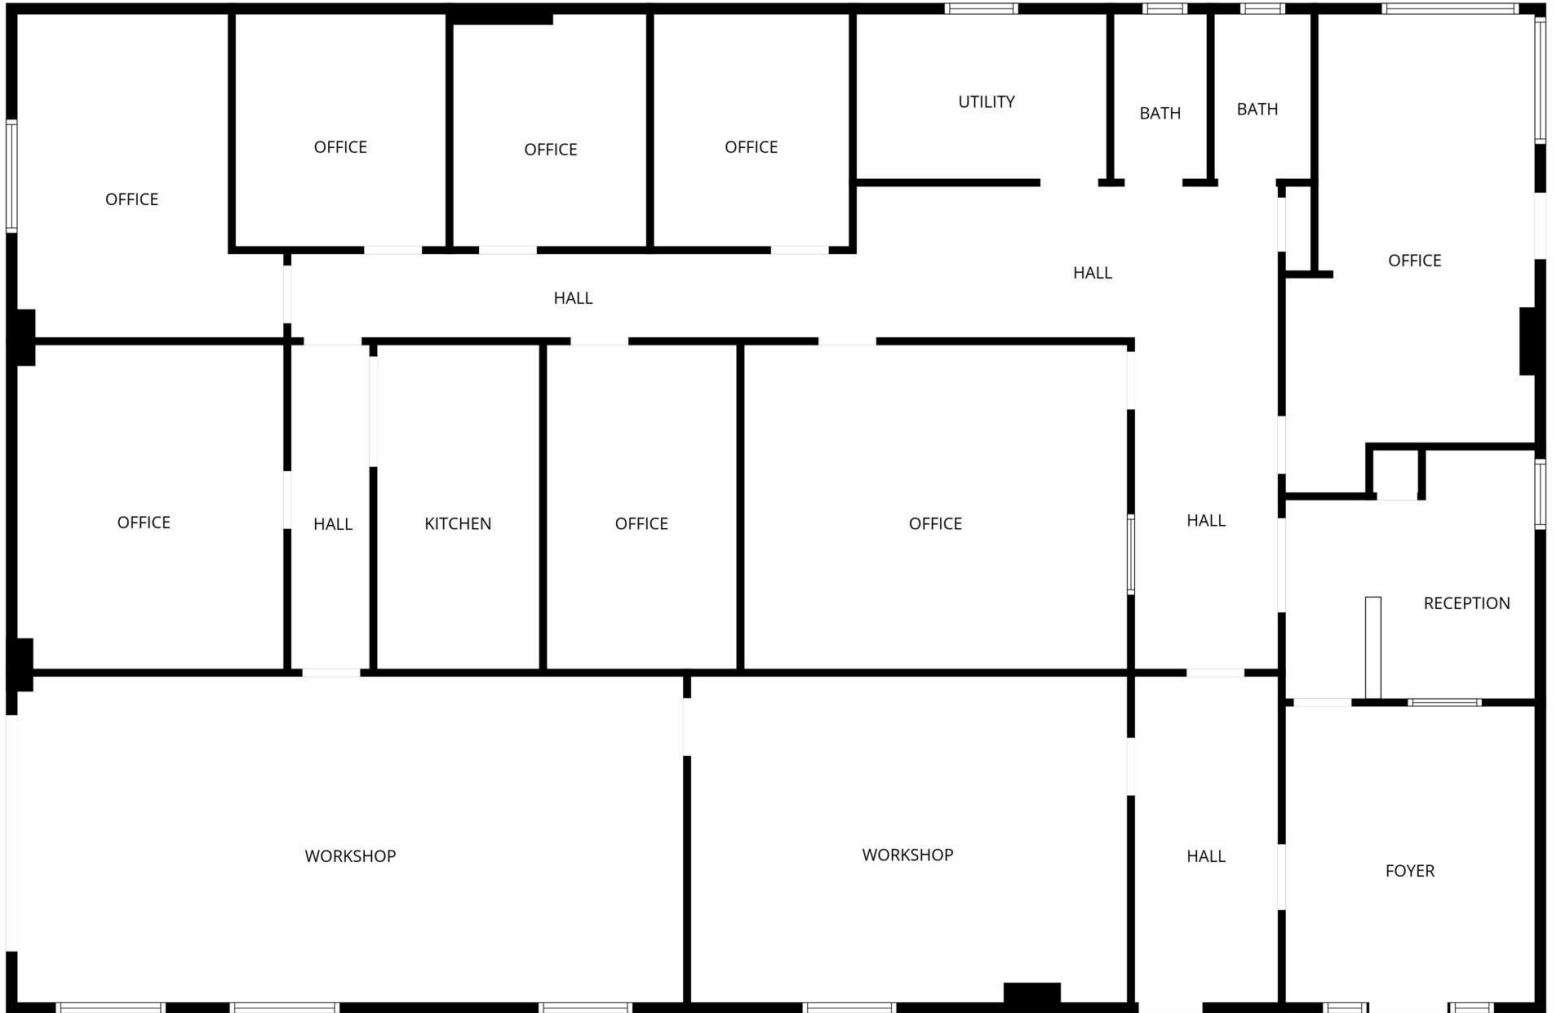 UTILITY
BATH
BATH
OFFICE
OFFICE
OFFICE
OFFICE
OFFICE
HALL
HALL
OFFICE
HALL
KITCHEN
OFFICE
OFFICE
HALL
RECEPTION
WORKSHOP
WORKSHOP
HALL
FOYER